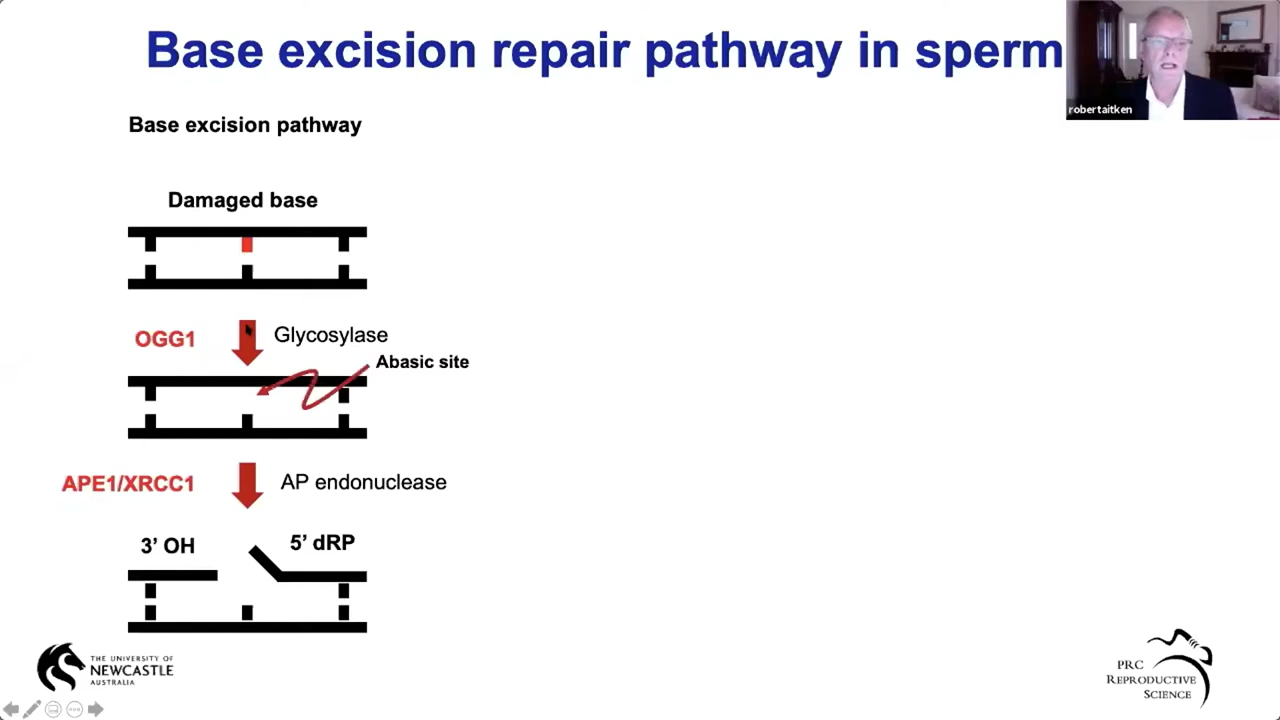 Base excision repair pathway in sperm
robertaitken
Base excision pathway
Damaged base
OGG1
Glycosylase
Abasic site
APE1/XRCC1
AP endonuclease
3’ OH
5’ dRP
THE UNIVERSITY OF
NEWCASTLE
AUSTRALIA
PRC
REPRODUCTIVE
SCIENCE